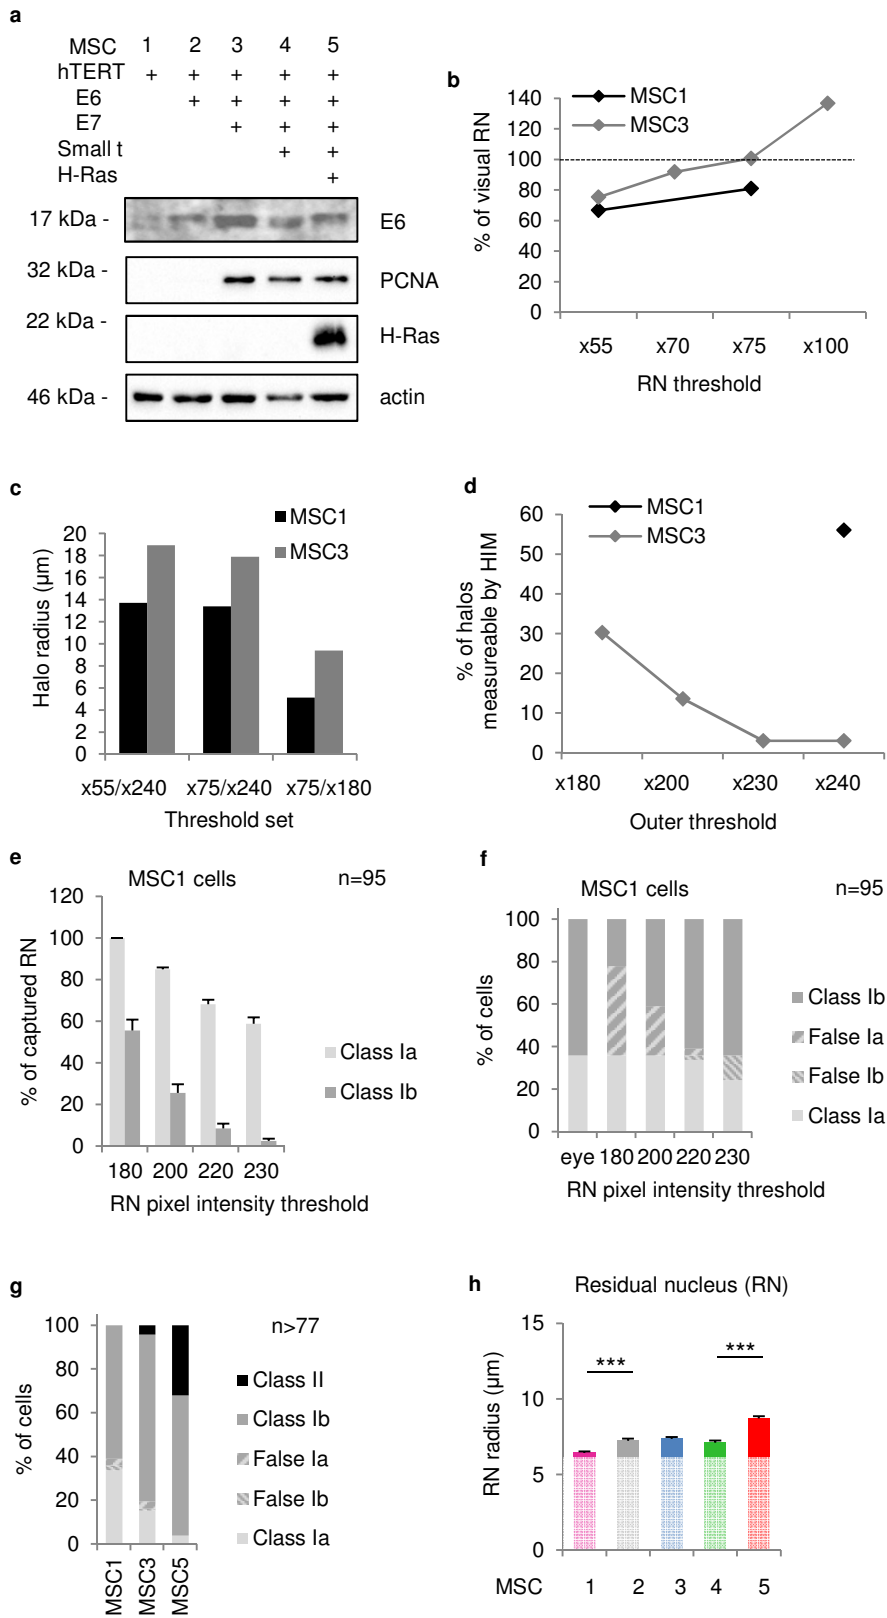 a
MSC 1 2 3 4 5
hTERT + + + + +
E6 + + + +
E7 + + +
Small t + +
H-Ras +
17 kDa - E6
32 kDa - PCNA
22 kDa - H-Ras
46 kDa - actin
b
MSC1
MSC3
% of visual RN
140
120
100
80
60
40
20
0
x55 x70 x75 x100
RN threshold
c
MSC1
MSC3
Halo radius (µm)
20
18
16
14
12
10
8
6
4
2
0
x55/x240 x75/x240 x75/x180
Threshold set
d
MSC1
MSC3
% of halos
measureable by HIM
60
50
40
30
20
10
0
x180 x200 x230 x240
Outer threshold
e
MSC1 cells n=95
% of captured RN
120
100
80
60
40
20
0
Class Ia
Class Ib
180 200 220 230
RN pixel intensity threshold
f
MSC1 cells n=95
% of cells
100
80
60
40
20
0
Class Ib
False Ia
False Ib
Class Ia
eye 180 200 220 230
RN pixel intensity threshold
g
n>77
% of cells
100
80
60
40
20
0
Class II
Class Ib
False Ia
False Ib
Class Ia
MSC1
MSC3
MSC5
h
Residual nucleus (RN)
RN radius (µm)
15
10
5
0
***
***
MSC 1 2 3 4 5